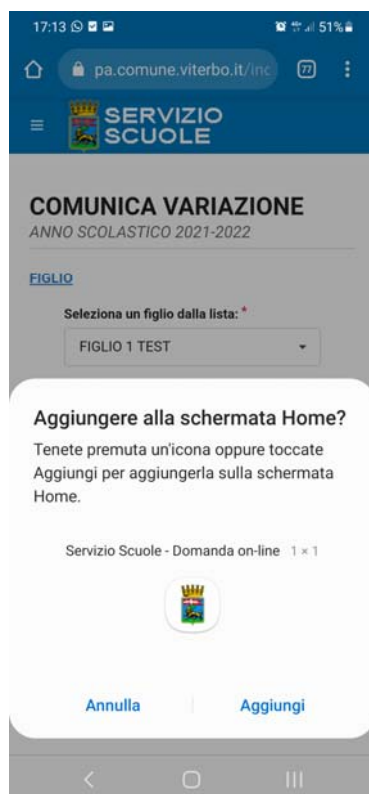 17:13 51%
pa.comune.viterbo.it/inc 77
SERVIZIO
SCUOLE
COMUNICA VARIAZIONE
ANNO SCOLASTICO 2021-2022
FIGLIO
Seleziona un figlio dalla lista: *
FIGLIO 1 TEST
Aggiungere alla schermata Home?
Tenete premuta un'icona oppure toccate
Aggiungi per aggiungerla sulla schermata
Home.
Servizio Scuole - Domanda on-line 1 × 1
Annulla Aggiungi